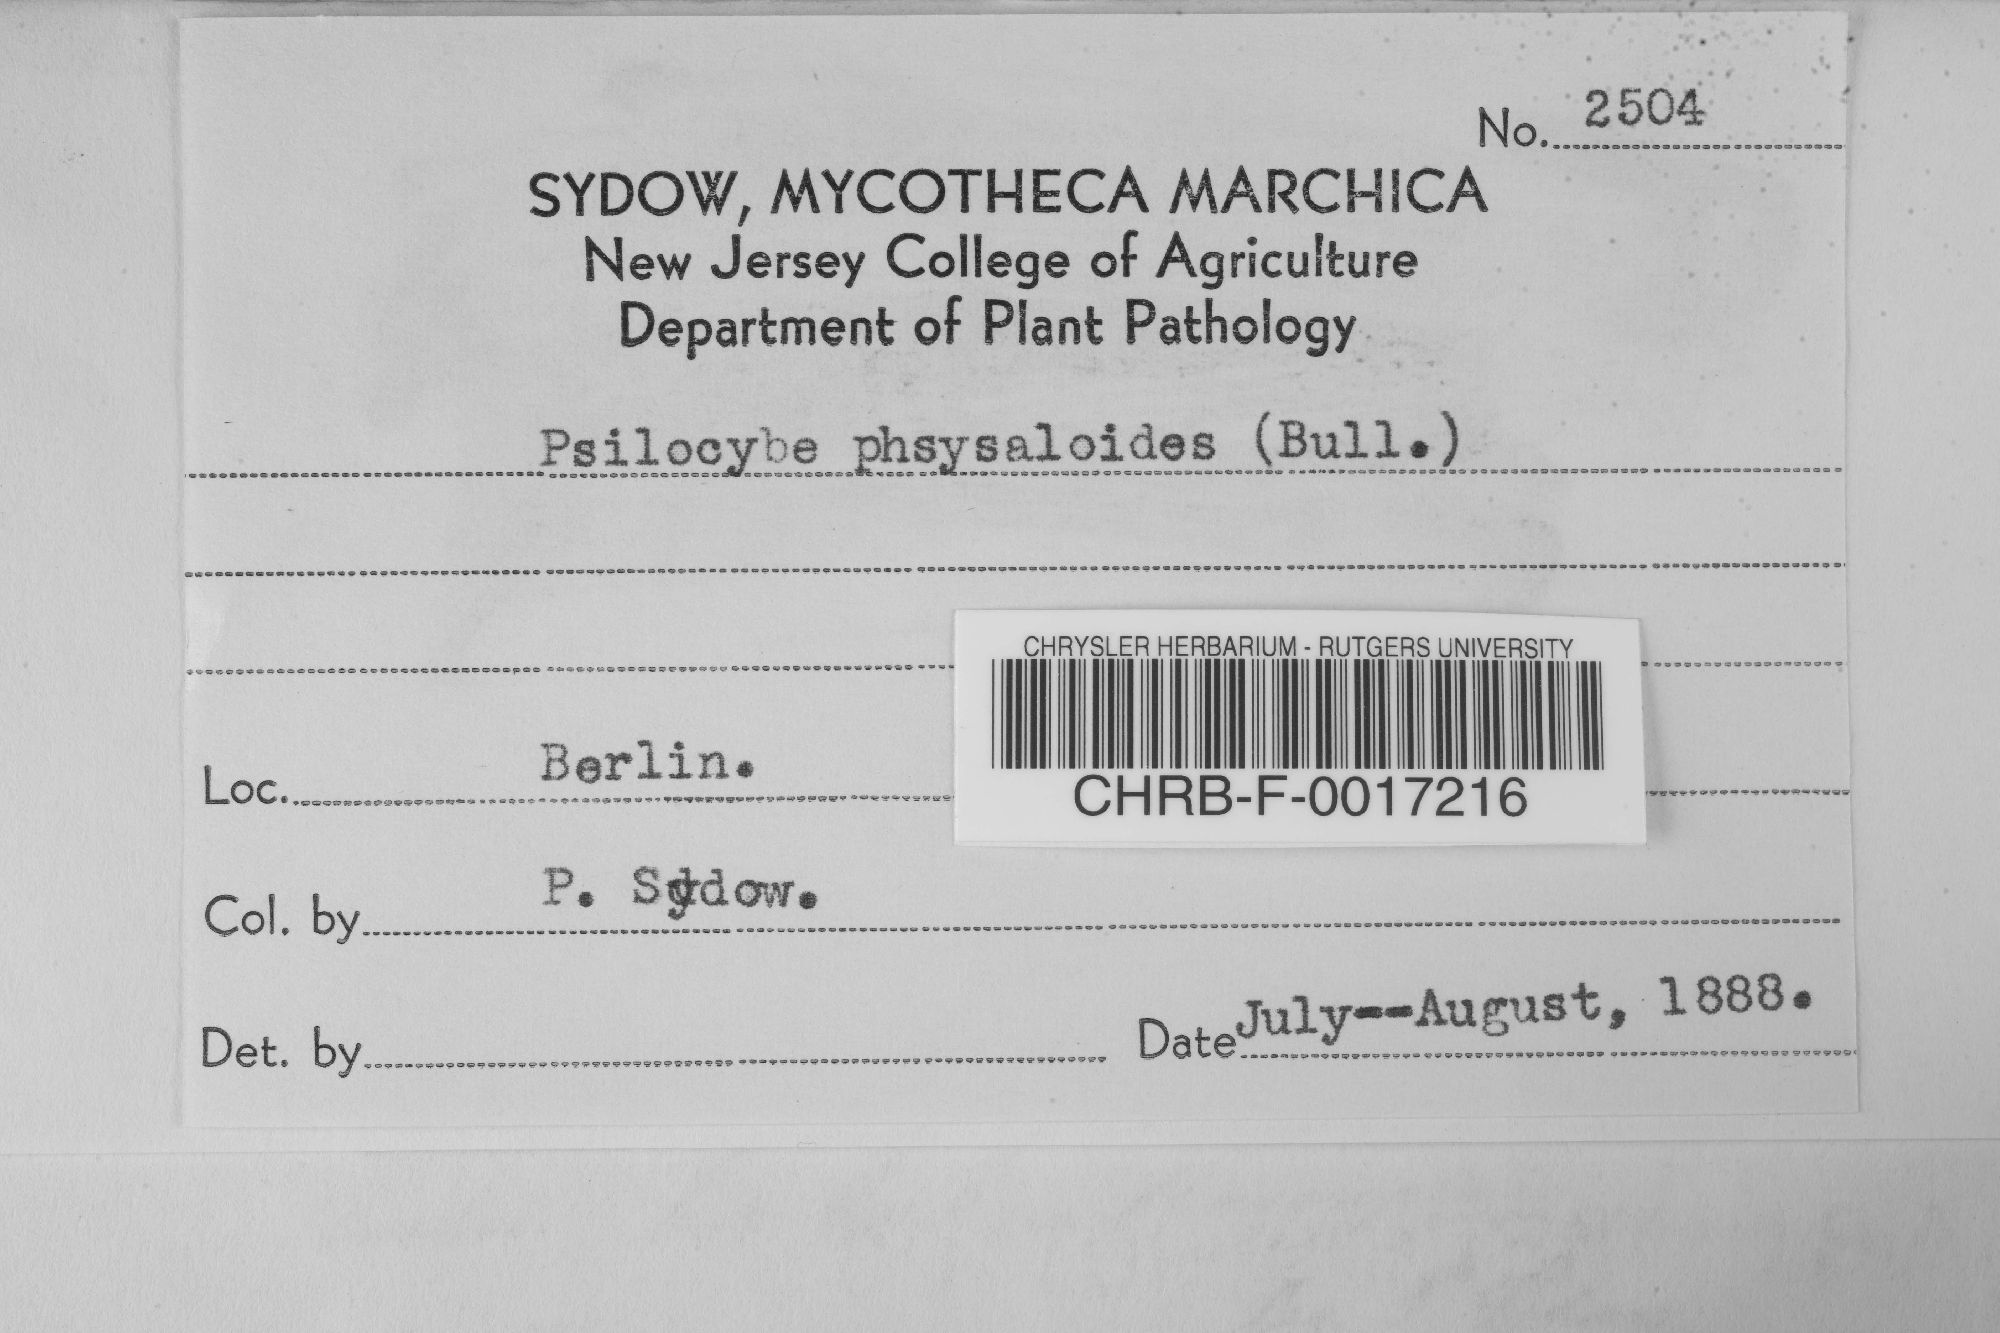 No. 2504
SYDOW, MYCOTHECA MARCHICA
New Jersey College of Agriculture
Department of Plant Pathology
Psilocybe phsysaloides (Bull.)
CHRYSLER HERBARIUM - RUTGERS UNIVERSITY
CHRB-F-0017216
Loc. Berlin.
Col. by P. Sydow.
Det. by
Date July--August, 1888.